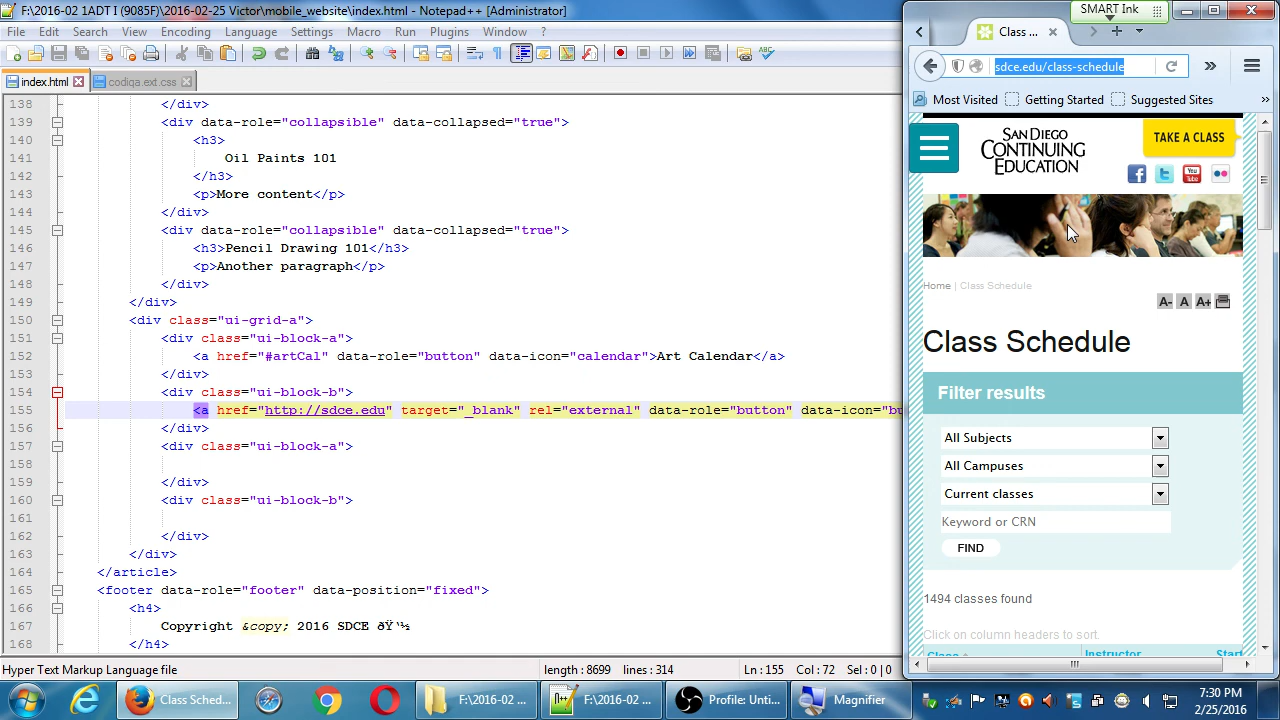 F:\2016-02 1ADT I (9085F)\2016-02-25 Victor\mobile_website\index.html - Notepad++ [Administrator]
File Edit Search View Encoding Language Settings Macro Run Plugins Window ?
index.html codiqa.ext.css
138 </div>
139 <div data-role="collapsible" data-collapsed="true">
140 <h3>
141 Oil Paints 101
142 </h3>
143 <p>More content</p>
144 </div>
145 <div data-role="collapsible" data-collapsed="true">
146 <h3>Pencil Drawing 101</h3>
147 <p>Another paragraph</p>
148 </div>
149 </div>
150 <div class="ui-grid-a">
151 <div class="ui-block-a">
152 <a href="#artCal" data-role="button" data-icon="calendar">Art Calendar</a>
153 </div>
154 <div class="ui-block-b">
155 <a href="http://sdce.edu" target="_blank" rel="external" data-role="button" data-icon="bu
156 </div>
157 <div class="ui-block-a">
158
159 </div>
160 <div class="ui-block-b">
161
162 </div>
163 </div>
164 </article>
165 <footer data-role="footer" data-position="fixed">
166 <h4>
167 Copyright &copy; 2016 SDCE ðŸ'½
168 </h4>
Hyper Text Markup Language file length : 8699 lines : 314 Ln : 155 Col : 72 Sel : 0 | 0
SMART Ink
Class ...
sdce.edu/class-schedule
Most Visited Getting Started Suggested Sites
SAN DIEGO
CONTINUING
EDUCATION
TAKE A CLASS
You
Tube
Home | Class Schedule
A- A A+
Class Schedule
Filter results
All Subjects
All Campuses
Current classes
Keyword or CRN
FIND
1494 classes found
Click on column headers to sort.
Class Instructor Start
Class Sched... F:\2016-02 ... F:\2016-02 ... Profile: Unti... Magnifier
7:30 PM
2/25/2016